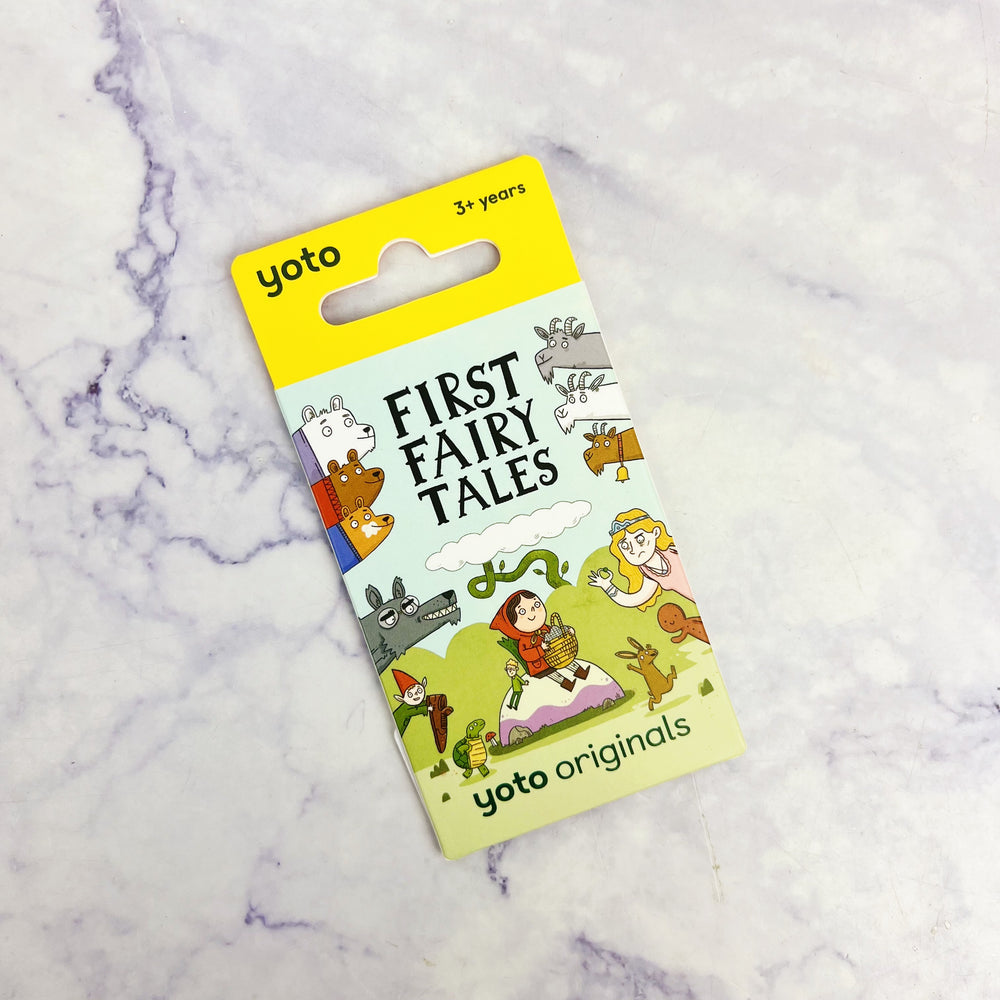 3+ years
yoto
FIRST
FAIRY
TALES
yoto originals